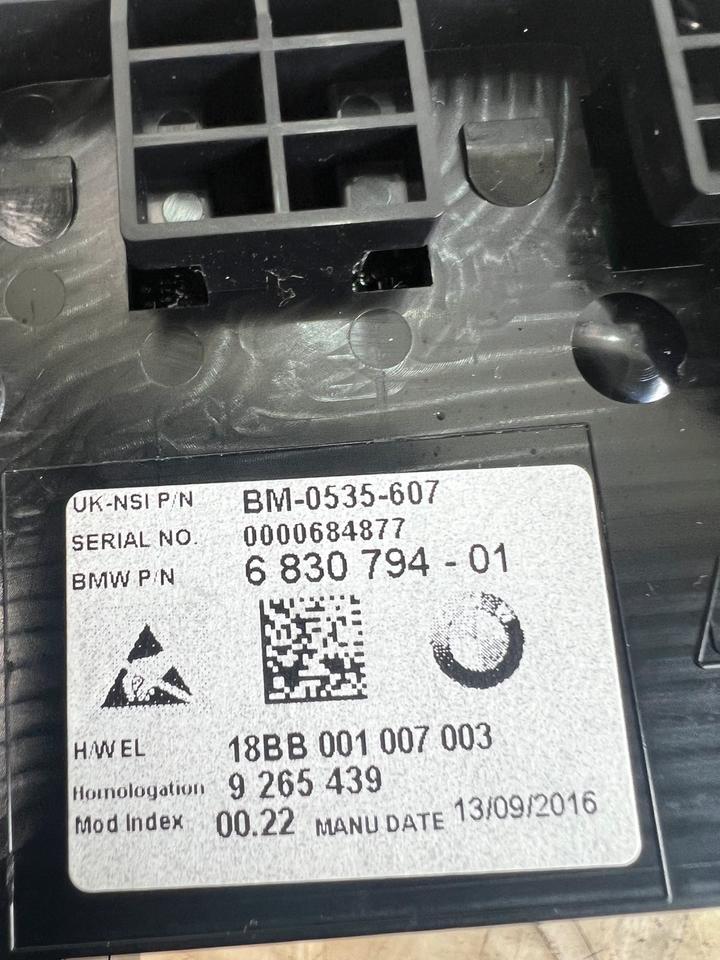 UK-NSI P/N BM-0535-607
SERIAL NO. 0000684877
BMW P/N 6 830 794 - 01
H/W EL 18BB 001 007 003
Homologation 9 265 439
Mod Index 00.22 MANU DATE 13/09/2016